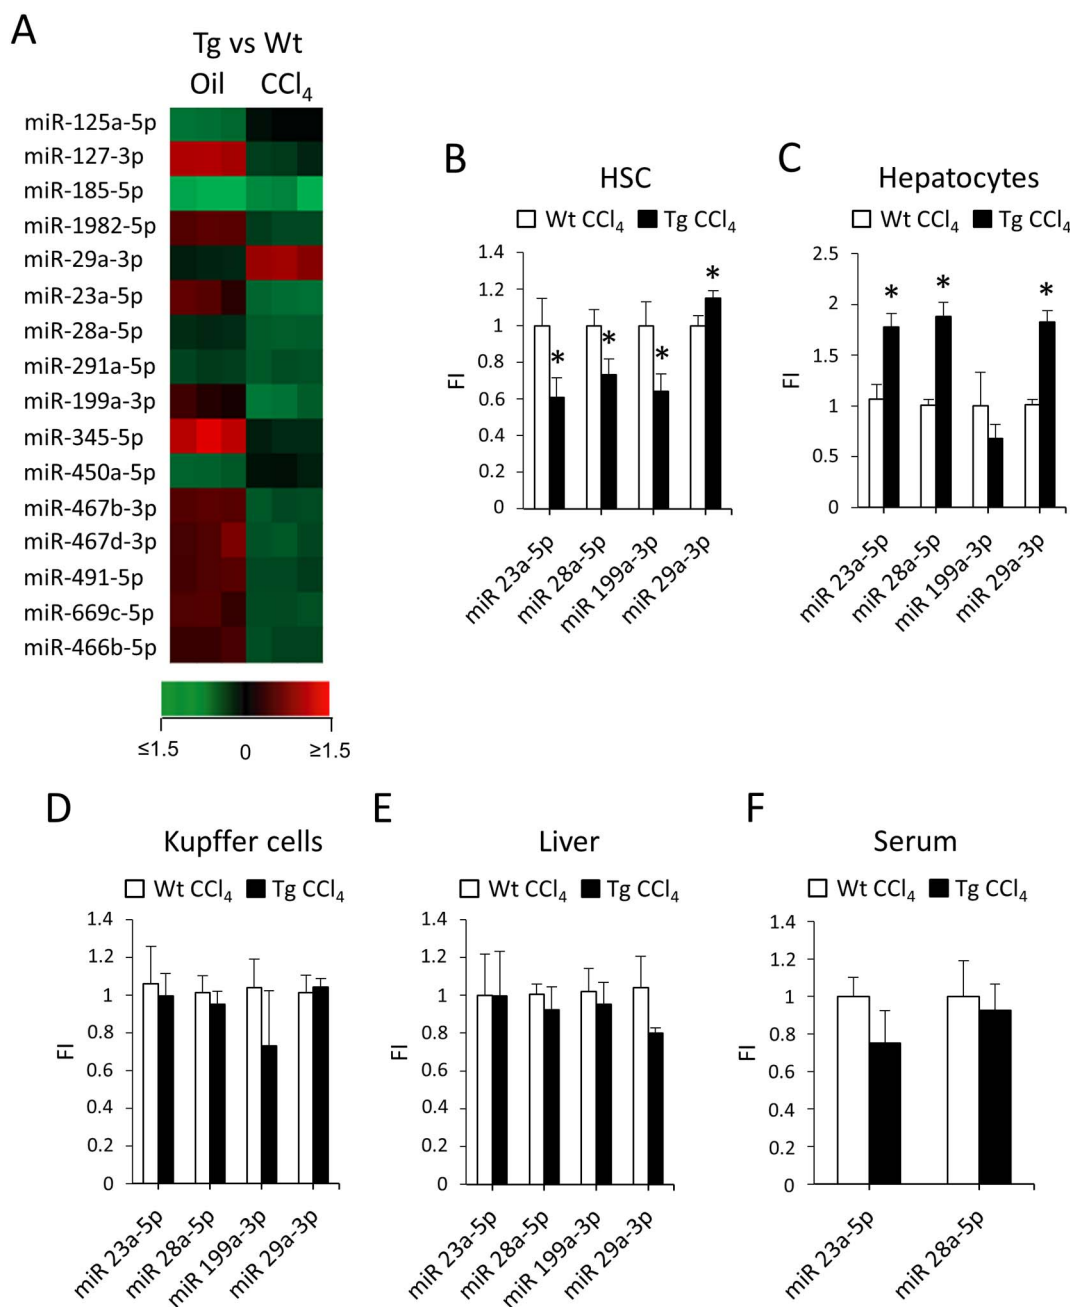 A
Tg vs Wt
Oil CCl₄
miR-125a-5p
miR-127-3p
miR-185-5p
miR-1982-5p
miR-29a-3p
miR-23a-5p
miR-28a-5p
miR-291a-5p
miR-199a-3p
miR-345-5p
miR-450a-5p
miR-467b-3p
miR-467d-3p
miR-491-5p
miR-669c-5p
miR-466b-5p
≤1.5 0 ≥1.5
B
HSC
Wt CCl₄ Tg CCl₄
FI
1.4
1.2
1
0.8
0.6
0.4
0.2
0
* * * *
miR 23a-5p
miR 28a-5p
miR 199a-3p
miR 29a-3p
C
Hepatocytes
Wt CCl₄ Tg CCl₄
2.5
2
1.5
1
0.5
0
* * *
miR 23a-5p
miR 28a-5p
miR 199a-3p
miR 29a-3p
D
Kupffer cells
Wt CCl₄ Tg CCl₄
FI
1.4
1.2
1
0.8
0.6
0.4
0.2
0
miR 23a-5p
miR 28a-5p
miR 199a-3p
miR 29a-3p
E
Liver
Wt CCl₄ Tg CCl₄
FI
1.4
1.2
1
0.8
0.6
0.4
0.2
0
miR 23a-5p
miR 28a-5p
miR 199a-3p
miR 29a-3p
F
Serum
Wt CCl₄ Tg CCl₄
FI
1.4
1.2
1
0.8
0.6
0.4
0.2
0
miR 23a-5p
miR 28a-5p